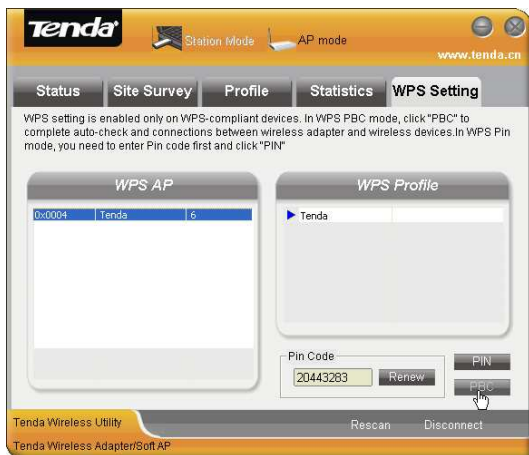 Tenda
Station Mode
AP mode
www.tenda.cn
Status
Site Survey
Profile
Statistics
WPS Setting
WPS setting is enabled only on WPS-compliant devices. In WPS PBC mode, click "PBC" to
complete auto-check and connections between wireless adapter and wireless devices.In WPS Pin
mode, you need to enter Pin code first and click "PIN"
WPS AP
WPS Profile
0x0004 Tenda 6
Tenda
Pin Code
20443283
Renew
PIN
PBC
Tenda Wireless Utility
Rescan
Disconnect
Tenda Wireless Adapter/Soft AP